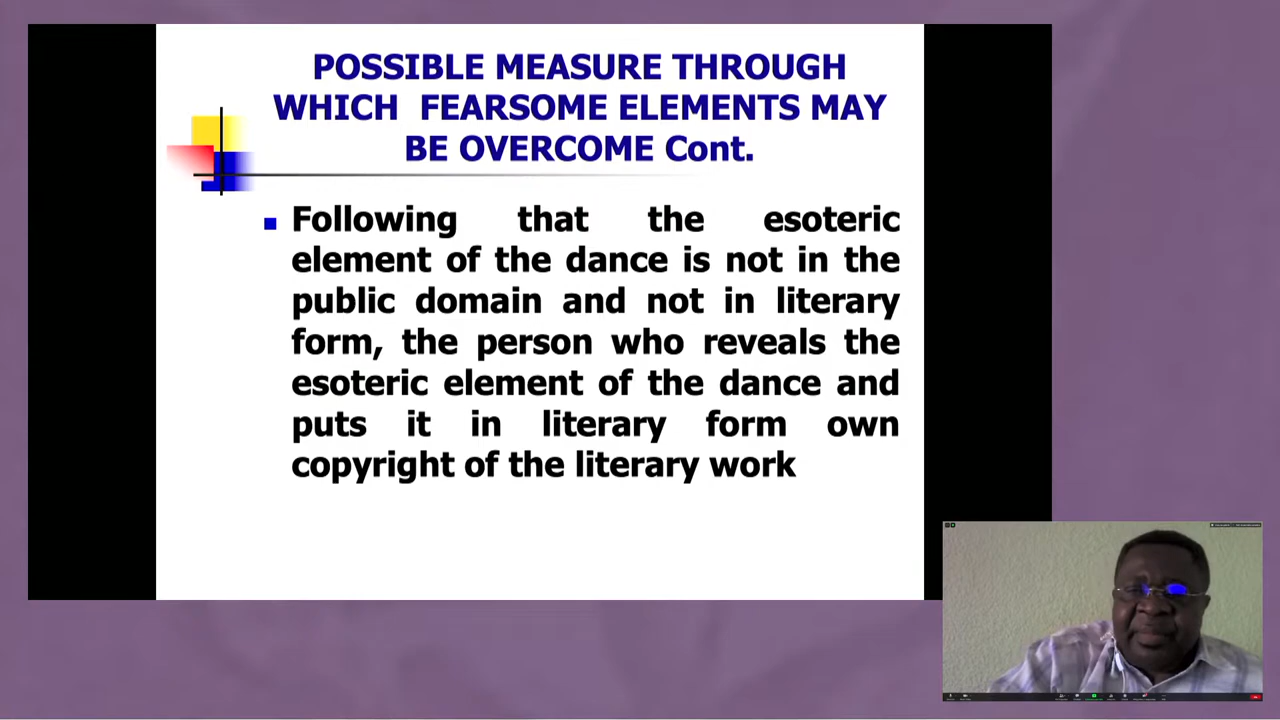 POSSIBLE MEASURE THROUGH
WHICH FEARSOME ELEMENTS MAY
BE OVERCOME Cont.
Following that the esoteric
element of the dance is not in the
public domain and not in literary
form, the person who reveals the
esoteric element of the dance and
puts it in literary form own
copyright of the literary work